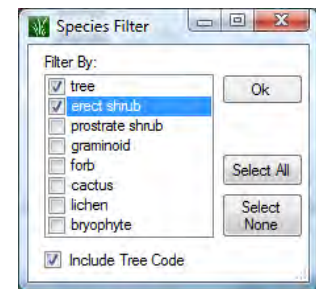 Species Filter
Filter By:
tree
erect shrub
prostrate shrub
graminoid
forb
cactus
lichen
bryophyte
Ok
Select All
Select
None
Include Tree Code